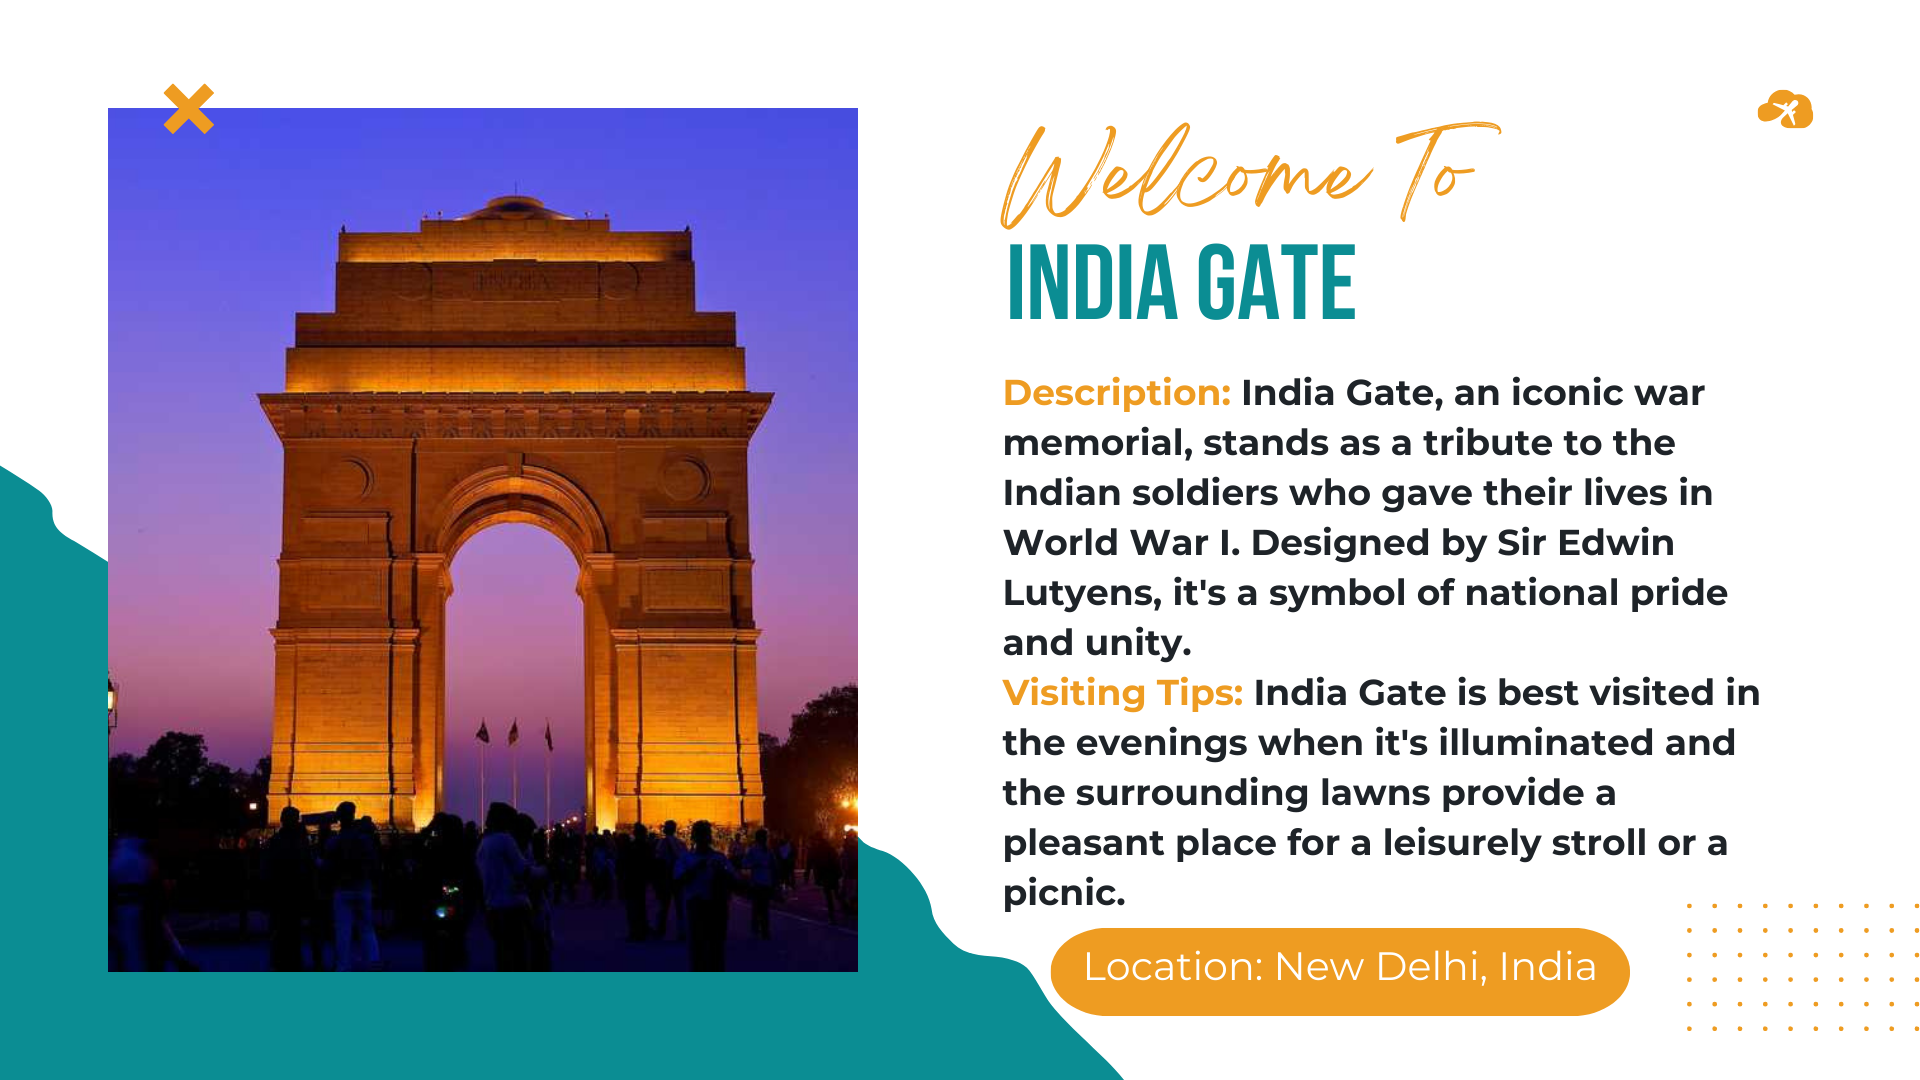 Welcome To
INDIA GATE
Description: India Gate, an iconic war
memorial, stands as a tribute to the
Indian soldiers who gave their lives in
World War I. Designed by Sir Edwin
Lutyens, it's a symbol of national pride
and unity.
Visiting Tips: India Gate is best visited in
the evenings when it's illuminated and
the surrounding lawns provide a
pleasant place for a leisurely stroll or a
picnic.
Location: New Delhi, India